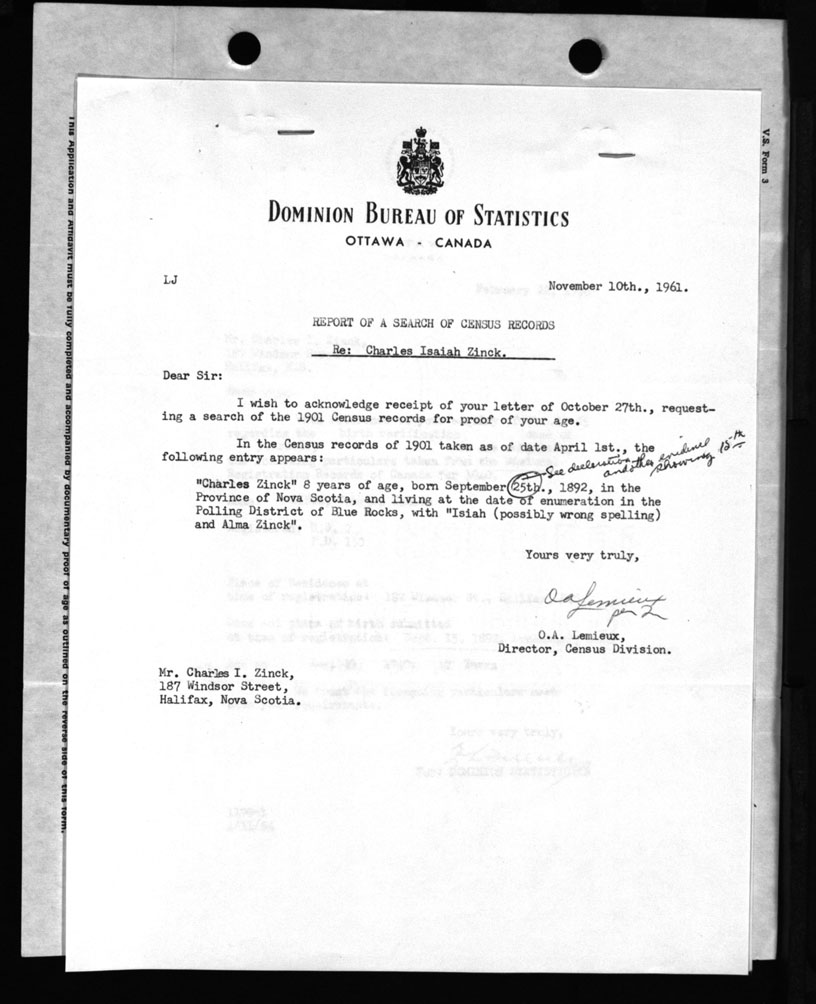 V.S. Form 3
This Application and Affidavit must be fully completed and accompanied by documentary proof of age as outlined on the reverse side of this form.
DOMINION BUREAU OF STATISTICS
OTTAWA - CANADA
LJ
November 10th., 1961.
REPORT OF A SEARCH OF CENSUS RECORDS
Re: Charles Isaiah Zinck.
Dear Sir:
I wish to acknowledge receipt of your letter of October 27th., request-
ing a search of the 1901 Census records for proof of your age.
In the Census records of 1901 taken as of date April 1st., the
following entry appears:
See declaration and other evidence showing 15th
"Charles Zinck" 8 years of age, born September 25th., 1892, in the
Province of Nova Scotia, and living at the date of enumeration in the
Polling District of Blue Rocks, with "Isiah (possibly wrong spelling)
and Alma Zinck".
Yours very truly,
O A Lemieux
per
O.A. Lemieux,
Director, Census Division.
Mr. Charles I. Zinck,
187 Windsor Street,
Halifax, Nova Scotia.